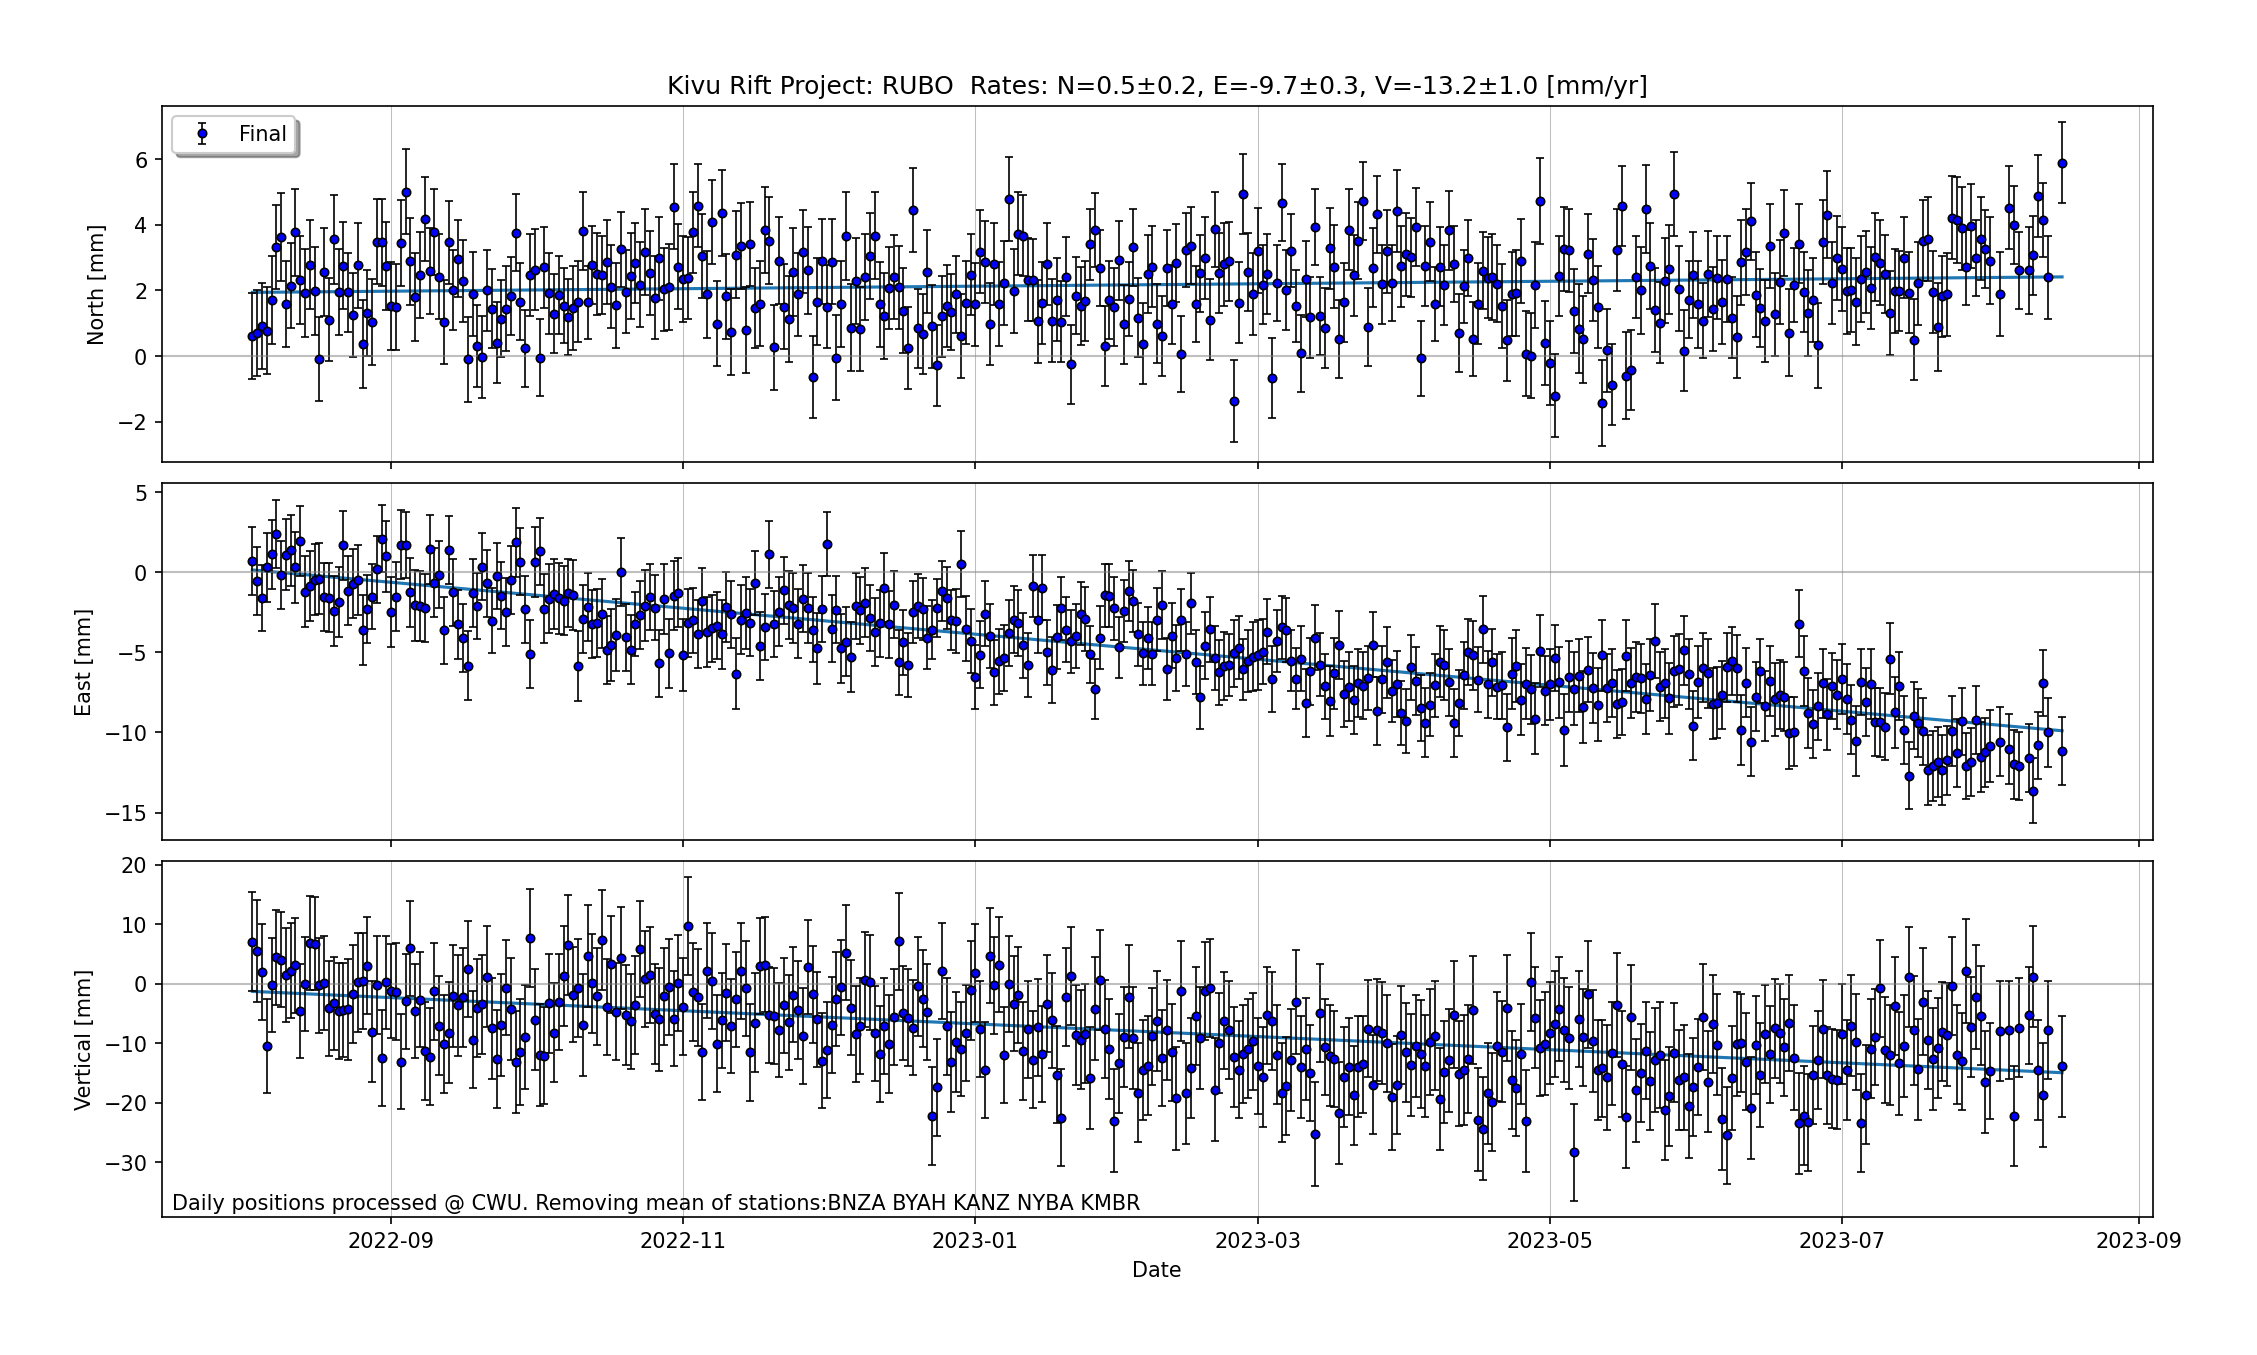 Kivu Rift Project: RUBO  Rates: N=0.5±0.2, E=-9.7±0.3, V=-13.2±1.0 [mm/yr]
Final
6
4
2
0
−2
North [mm]
5
0
−5
−10
−15
East [mm]
20
10
0
−10
−20
−30
Vertical [mm]
Daily positions processed @ CWU. Removing mean of stations:BNZA BYAH KANZ NYBA KMBR
2022-09 2022-11 2023-01 2023-03 2023-05 2023-07 2023-09
Date